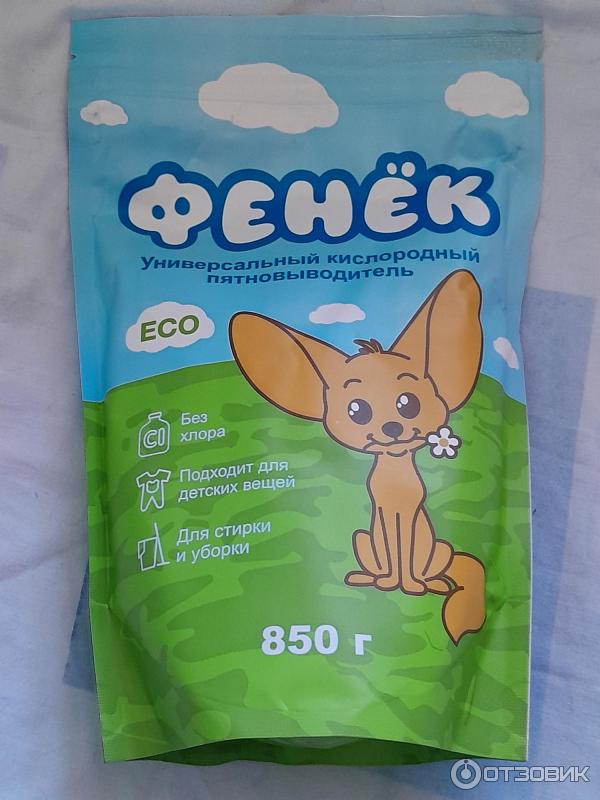 ФЕНЁК
Универсальный кислородный
пятновыводитель
ECO
Cl
Без
хлора
Подходит для
детских вещей
Для стирки
и уборки
850 г
ОТЗОВИК